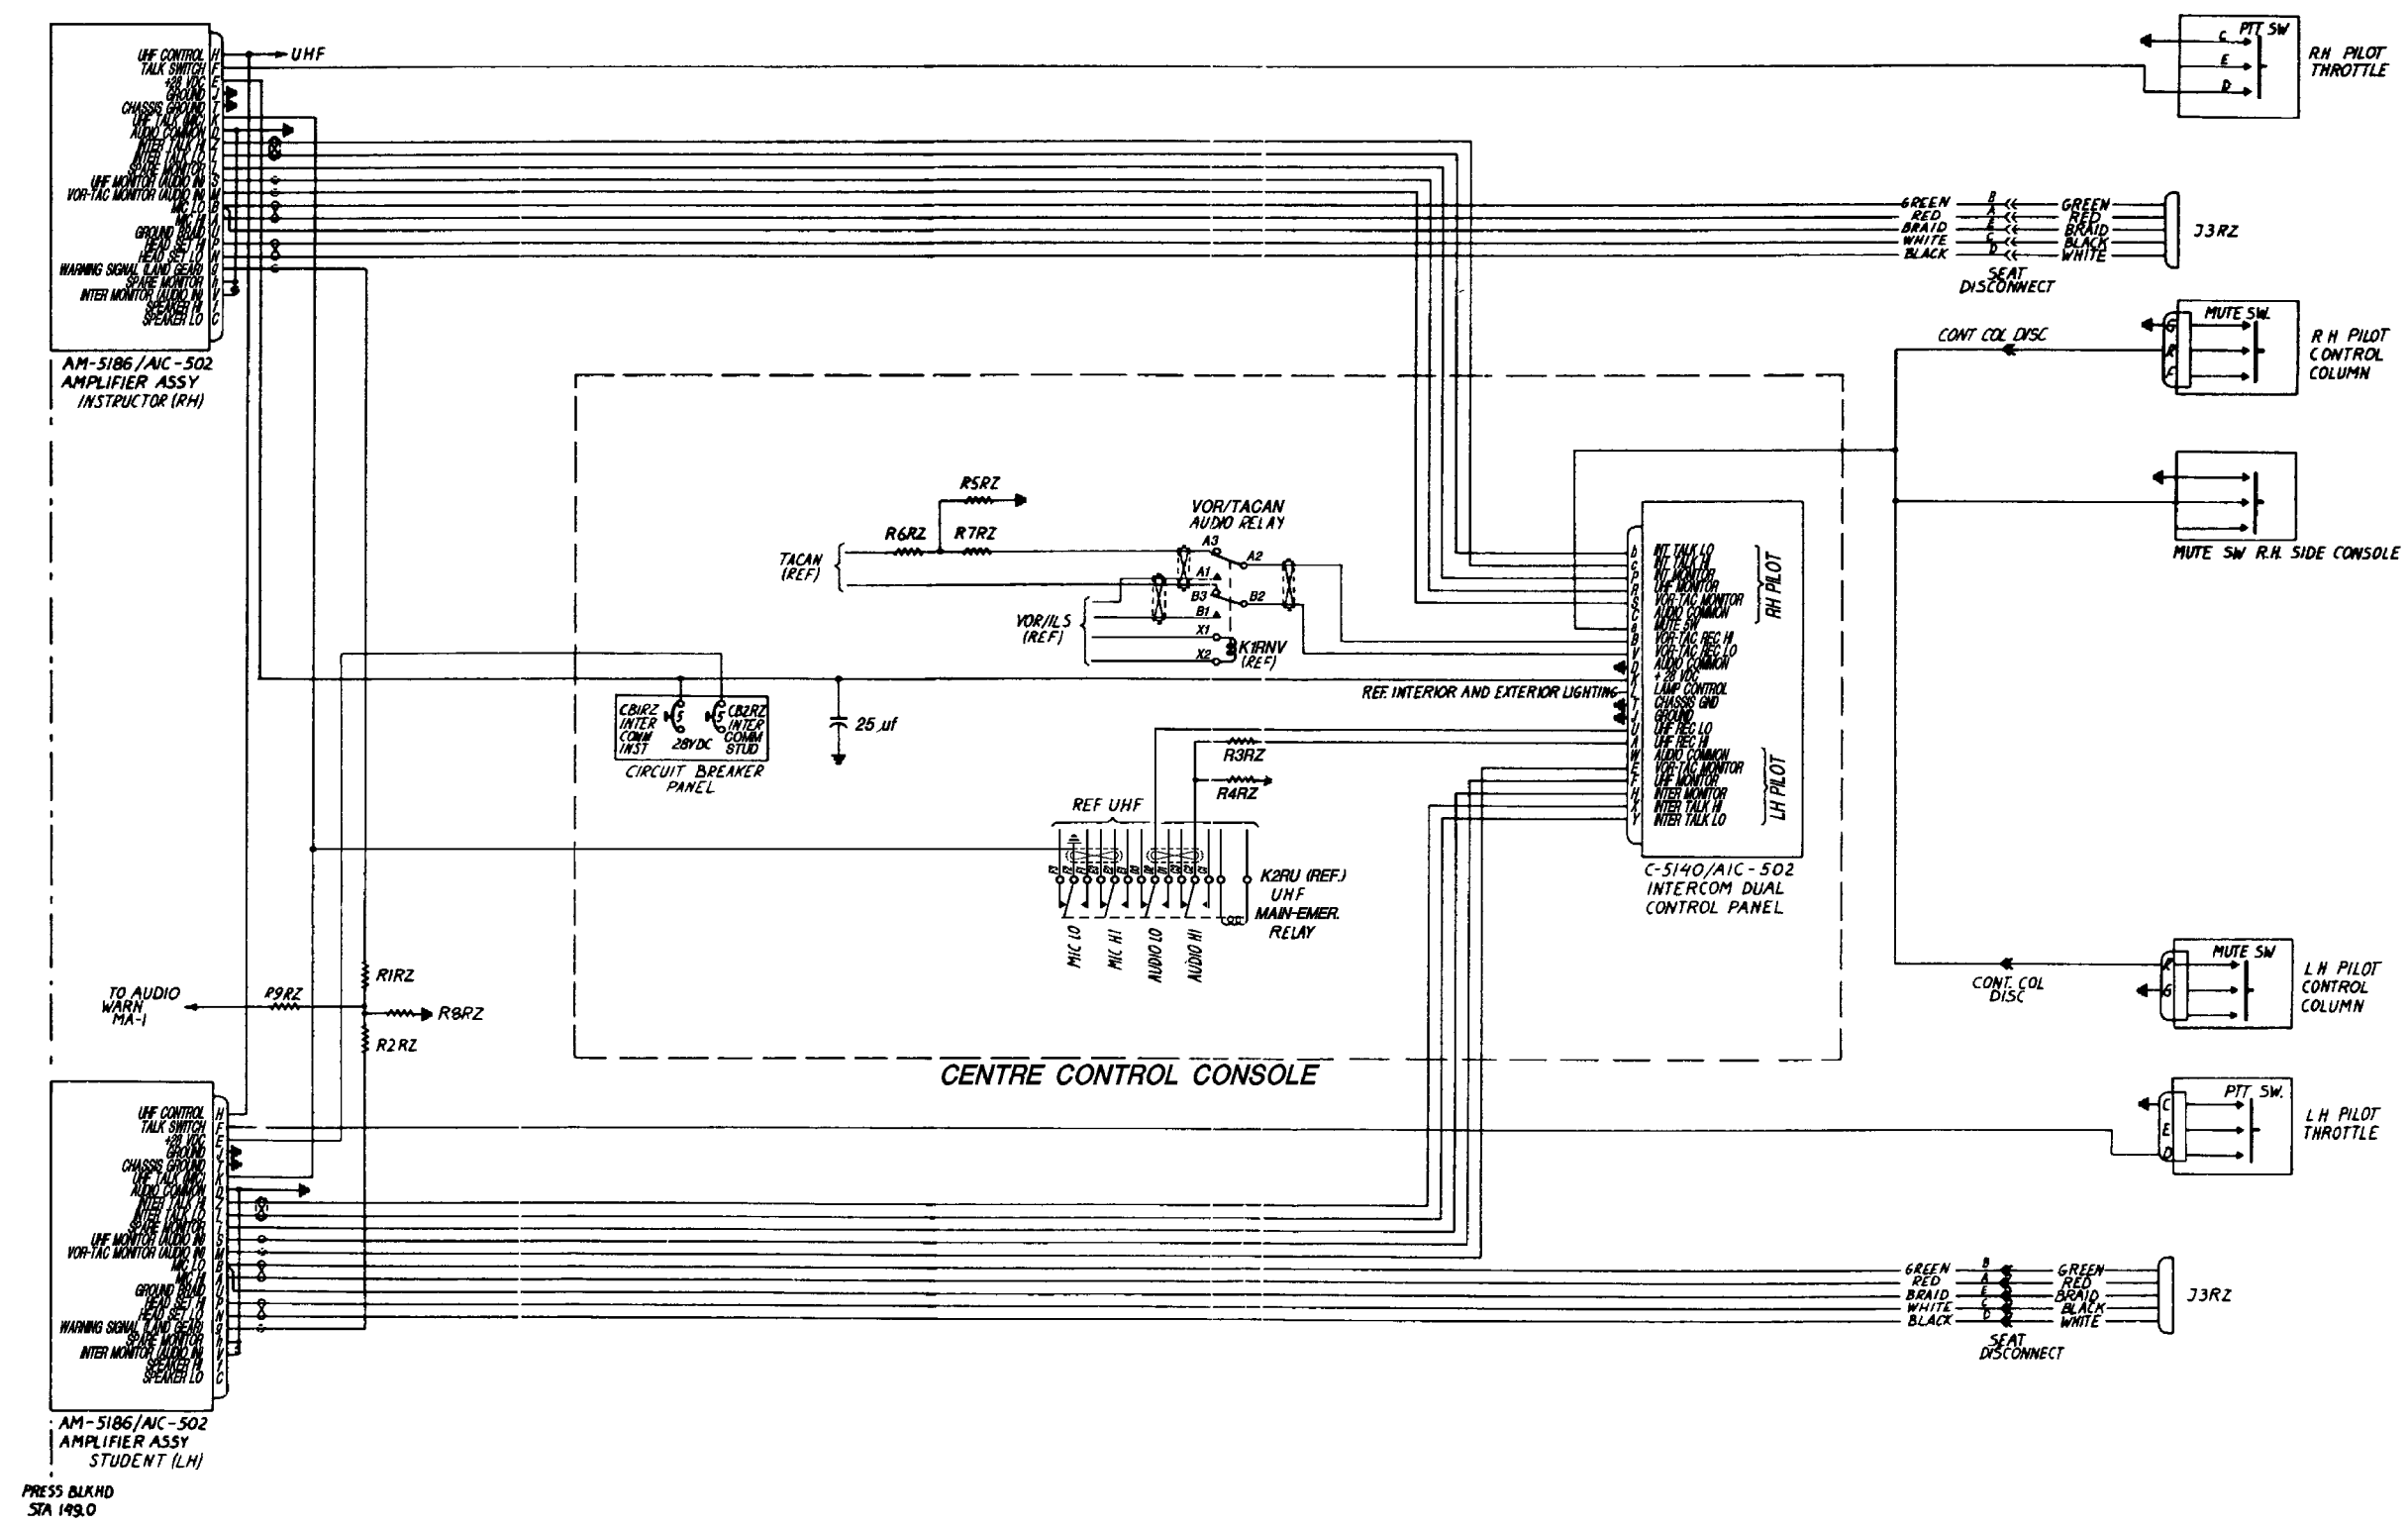 UHF CONTROL H
TALK SWITCH F
+28 VDC E
GROUND J
CHASSIS GROUND T
UHF TALK (MIC) K
AUDIO COMMON D
INTER TALK HI Z
INTER TALK LO L
SPARE MONITOR
UHF MONITOR (AUDIO IN) S
VOR-TAC MONITOR (AUDIO IN) M
MIC LO B
MIC HI A
GROUND BRAID U
HEAD SET HI P
HEAD SET LO N
WARNING SIGNAL (LAND GEAR) g
SPARE MONITOR h
INTER MONITOR (AUDIO IN) V
SPEAKER HI
SPEAKER LO C
AM-5186/AIC-502
AMPLIFIER ASSY
INSTRUCTOR (RH)
UHF
PTT SW
C
E
D
RH PILOT
THROTTLE
GREEN B GREEN
RED A RED
BRAID E BRAID
WHITE C BLACK
BLACK D WHITE
SEAT
DISCONNECT
J3RZ
CONT COL DISC
MUTE SW.
G
R
F
RH PILOT
CONTROL
COLUMN
MUTE SW R.H. SIDE CONSOLE
R5RZ
R6RZ
R7RZ
TACAN
(REF)
VOR/TACAN
AUDIO RELAY
A3
A2
A1
B3
B2
B1
X1
X2
VOR/ILS
(REF)
K1RNV
(REF)
b INT TALK LO
c INT TALK HI
P INT MONITOR
R UHF MONITOR
S VOR-TAC MONITOR
C AUDIO COMMON
a MUTE SW
B VOR-TAC REC HI
V VOR-TAC REC LO
D AUDIO COMMON
K +28 VDC
L LAMP CONTROL
T CHASSIS GND
J GROUND
U UHF REC LO
A UHF REC HI
W AUDIO COMMON
E VOR-TAC MONITOR
F UHF MONITOR
H INTER MONITOR
X INTER TALK HI
Y INTER TALK LO
RH PILOT
LH PILOT
REF. INTERIOR AND EXTERIOR LIGHTING
C-5140/AIC-502
INTERCOM DUAL
CONTROL PANEL
CB1RZ
INTER
COMM
INST
5
28VDC
5
CB2RZ
INTER
COMM
STUD
CIRCUIT BREAKER
PANEL
25 uf
R3RZ
R4RZ
REF UHF
K2RU (REF.)
UHF
MAIN-EMER.
RELAY
MIC LO
MIC HI
AUDIO LO
AUDIO HI
CENTRE CONTROL CONSOLE
R1RZ
TO AUDIO
WARN
MA-1
R9RZ
R8RZ
R2RZ
CONT. COL
DISC
MUTE SW
R
G
LH PILOT
CONTROL
COLUMN
PTT SW.
C
E
D
LH PILOT
THROTTLE
UHF CONTROL H
TALK SWITCH F
+28 VDC E
GROUND J
CHASSIS GROUND T
UHF TALK (MIC) K
AUDIO COMMON D
INTER TALK HI Z
INTER TALK LO L
SPARE MONITOR
UHF MONITOR (AUDIO IN) S
VOR-TAC MONITOR (AUDIO IN) M
MIC LO B
MIC HI A
GROUND BRAID U
HEAD SET HI P
HEAD SET LO N
WARNING SIGNAL (LAND GEAR) g
SPARE MONITOR h
INTER MONITOR (AUDIO IN) V
SPEAKER HI
SPEAKER LO C
GREEN B GREEN
RED A RED
BRAID E BRAID
WHITE C BLACK
BLACK D WHITE
SEAT
DISCONNECT
J3RZ
AM-5186/AIC-502
AMPLIFIER ASSY
STUDENT (LH)
PRESS BLKHD
STA 149.0